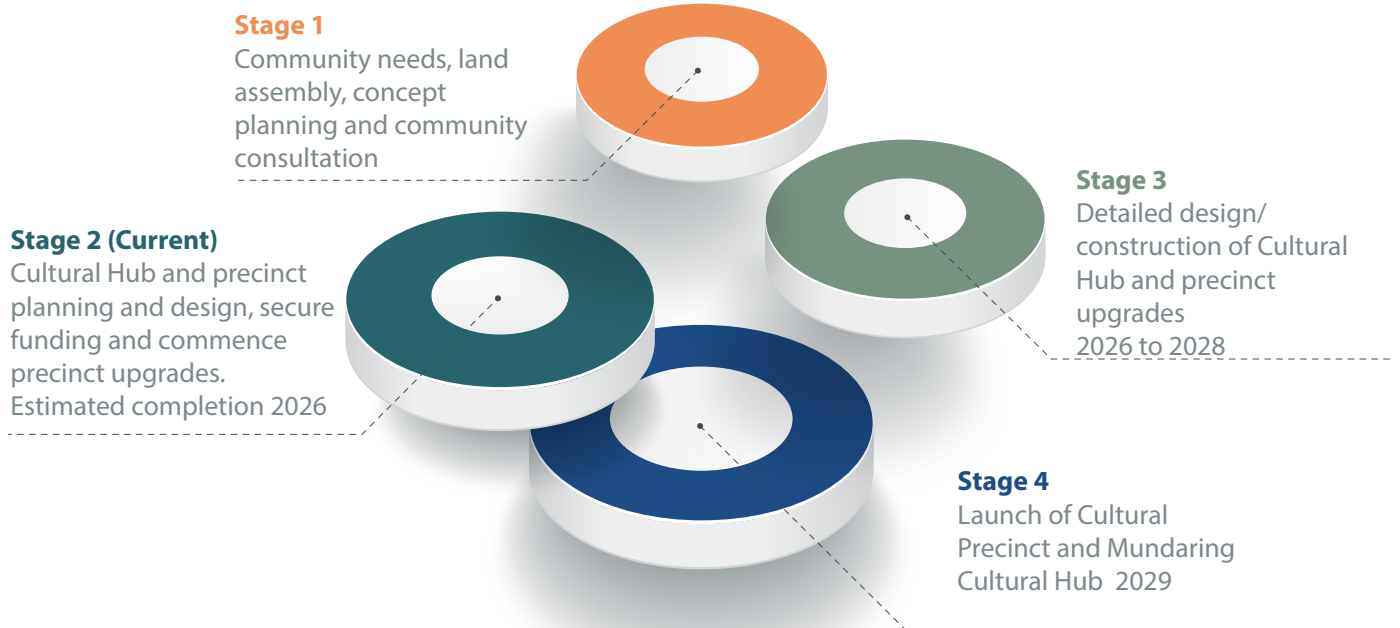 Stage 1
Community needs, land
assembly, concept
planning and community
consultation
Stage 2 (Current)
Cultural Hub and precinct
planning and design, secure
funding and commence
precinct upgrades.
Estimated completion 2026
Stage 3
Detailed design/
construction of Cultural
Hub and precinct
upgrades
2026 to 2028
Stage 4
Launch of Cultural
Precinct and Mundaring
Cultural Hub  2029